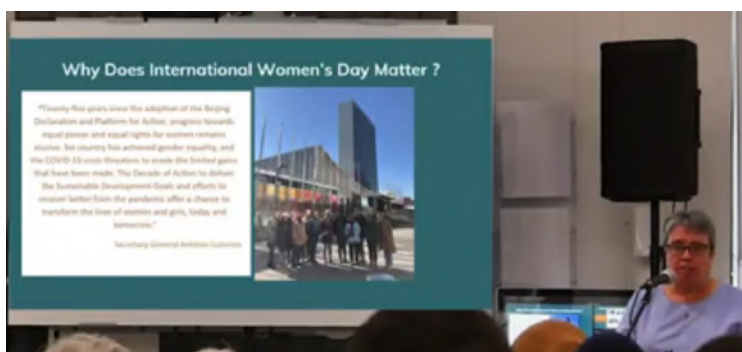 Why Does International Women's Day Matter ?
"Twenty-five years since the adoption of the Beijing
Declaration and Platform for Action, progress towards
equal power and equal rights for women remains
elusive. No country has achieved gender equality, and
the COVID-19 crisis threatens to erode the limited gains
that have been made. The Decade of Action to deliver
the Sustainable Development Goals and efforts to
recover better from the pandemic offer a chance to
transform the lives of women and girls, today and
tomorrow."
Secretary-General António Guterres